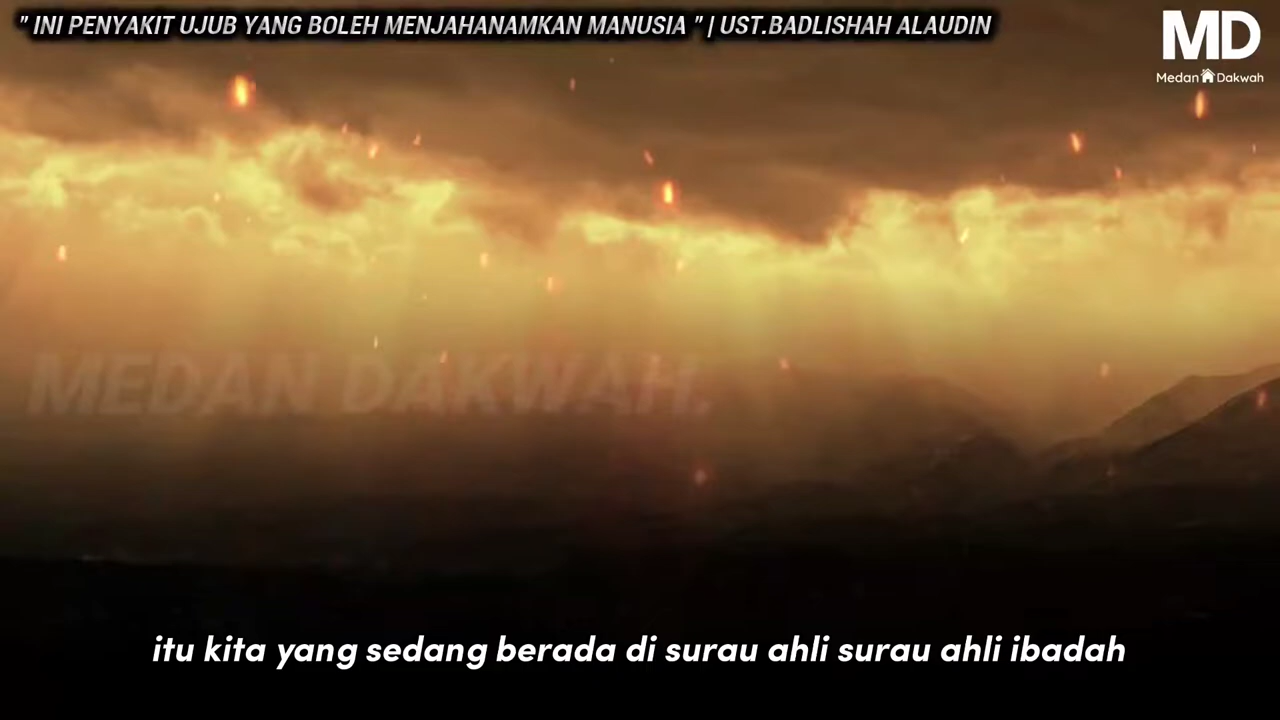 " INI PENYAKIT UJUB YANG BOLEH MENJAHANAMKAN MANUSIA " | UST.BADLISHAH ALAUDIN
MD
Medan Dakwah
MEDAN DAKWAH.
itu kita yang sedang berada di surau ahli surau ahli ibadah